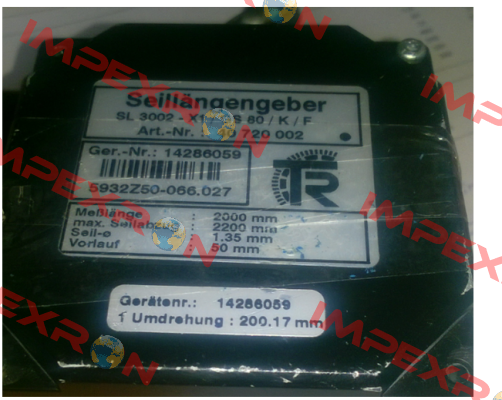 Seillängengeber
SL 3002 - X1 S 80 / K / F
Art.-Nr. 720 002
Ger.-Nr.: 14286059
5932Z50-066.027
TR
Meßlänge : 2000 mm
max. Seilabzug : 2200 mm
Seil-ø : 1.35 mm
Vorlauf : 50 mm
Gerätenr.: 14286059
1 Umdrehung : 200.17 mm
IMPEXRON
IMPEXRON
IMPEXRON
IMPEXRON